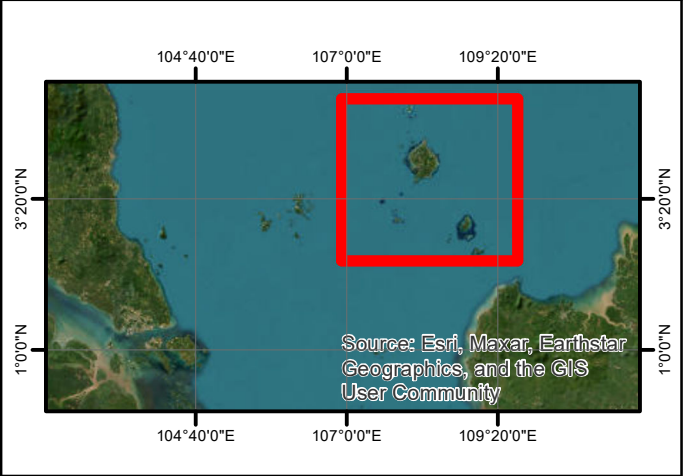 104°40'0"E 107°0'0"E 109°20'0"E
3°20'0"N 3°20'0"N
1°0'0"N 1°0'0"N
Source: Esri, Maxar, Earthstar
Geographics, and the GIS
User Community
104°40'0"E 107°0'0"E 109°20'0"E